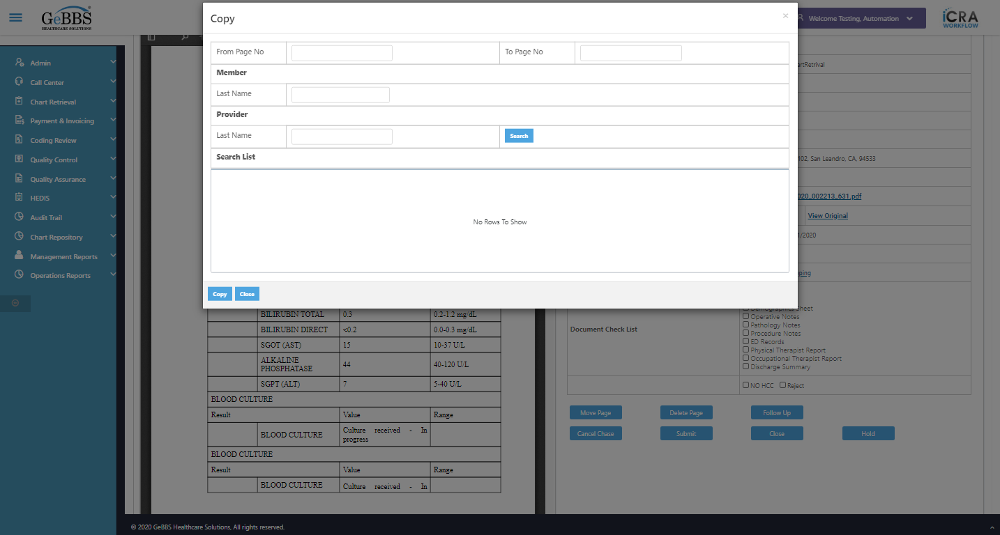 GeBBS
HEALTHCARE SOLUTIONS
Copy
×
Welcome Testing, Automation
iCRA
WORKFLOW
Admin
Call Center
Chart Retrieval
Payment & Invoicing
Coding Review
Quality Control
Quality Assurance
HEDIS
Audit Trail
Chart Repository
Management Reports
Operations Reports
From Page No
To Page No
Member
Last Name
Provider
Last Name
Search
Search List
No Rows To Show
Copy Close
artRetrival
102, San Leandro, CA, 94533
020_002213_631.pdf
View Original
1/2020
ping
BILIRUBIN TOTAL 0.3 0.2-1.2 mg/dL
BILIRUBIN DIRECT <0.2 0.0-0.3 mg/dL
SGOT (AST) 15 10-37 U/L
ALKALINE
PHOSPHATASE 44 40-120 U/L
SGPT (ALT) 7 5-40 U/L
BLOOD CULTURE
Result Value Range
BLOOD CULTURE Culture received - In
progress
BLOOD CULTURE
Result Value Range
BLOOD CULTURE Culture received - In
Document Check List
Demographics Sheet
Operative Notes
Pathology Notes
Procedure Notes
ED Records
Physical Therapist Report
Occupational Therapist Report
Discharge Summary
NO HCC Reject
Move Page Delete Page Follow Up
Cancel Chase Submit Close Hold
© 2020 GeBBS Healthcare Solutions, All rights reserved.